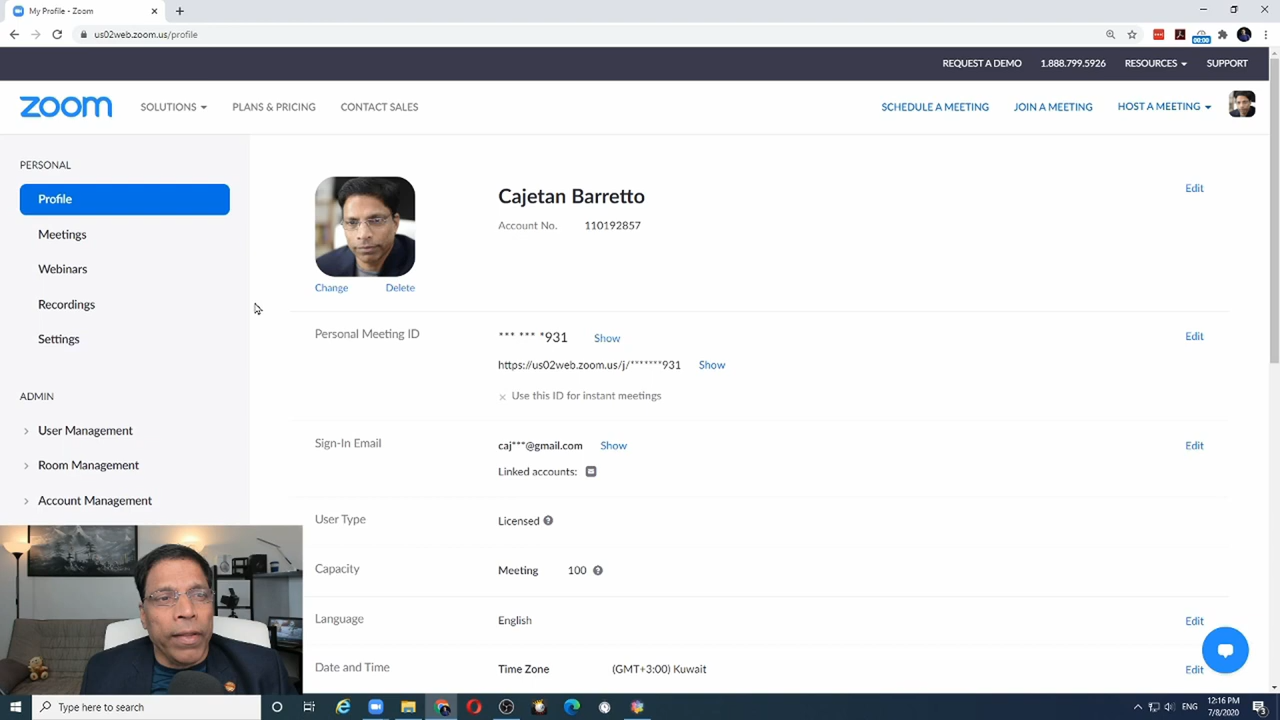 My Profile - Zoom
us02web.zoom.us/profile
00:00
REQUEST A DEMO 1.888.799.5926 RESOURCES SUPPORT
zoom SOLUTIONS PLANS & PRICING CONTACT SALES SCHEDULE A MEETING JOIN A MEETING HOST A MEETING
PERSONAL
Profile
Meetings
Webinars
Recordings
Settings
ADMIN
User Management
Room Management
Account Management
Cajetan Barretto
Edit
Account No. 110192857
Change Delete
Personal Meeting ID *** *** *931 Show Edit
https://us02web.zoom.us/j/*******931 Show
× Use this ID for instant meetings
Sign-In Email caj***@gmail.com Show Edit
Linked accounts:
User Type Licensed ?
Capacity Meeting 100 ?
Language English Edit
Date and Time Time Zone (GMT+3:00) Kuwait Edit
Type here to search
ENG
12:16 PM
7/8/2020
3